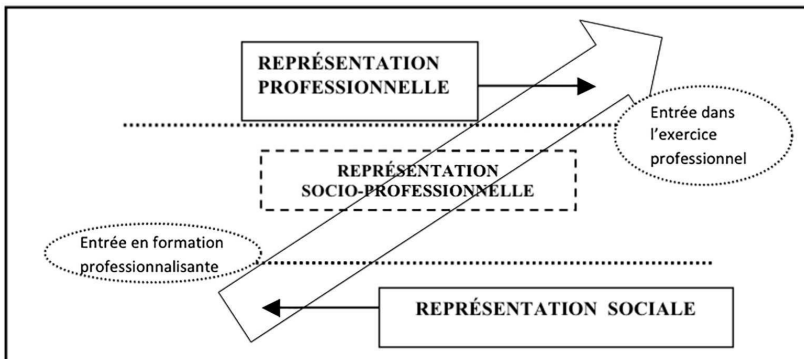 REPRÉSENTATION
PROFESSIONNELLE
Entrée dans
l'exercice
professionnel
REPRÉSENTATION
SOCIO-PROFESSIONNELLE
Entrée en formation
professionnalisante
REPRÉSENTATION SOCIALE